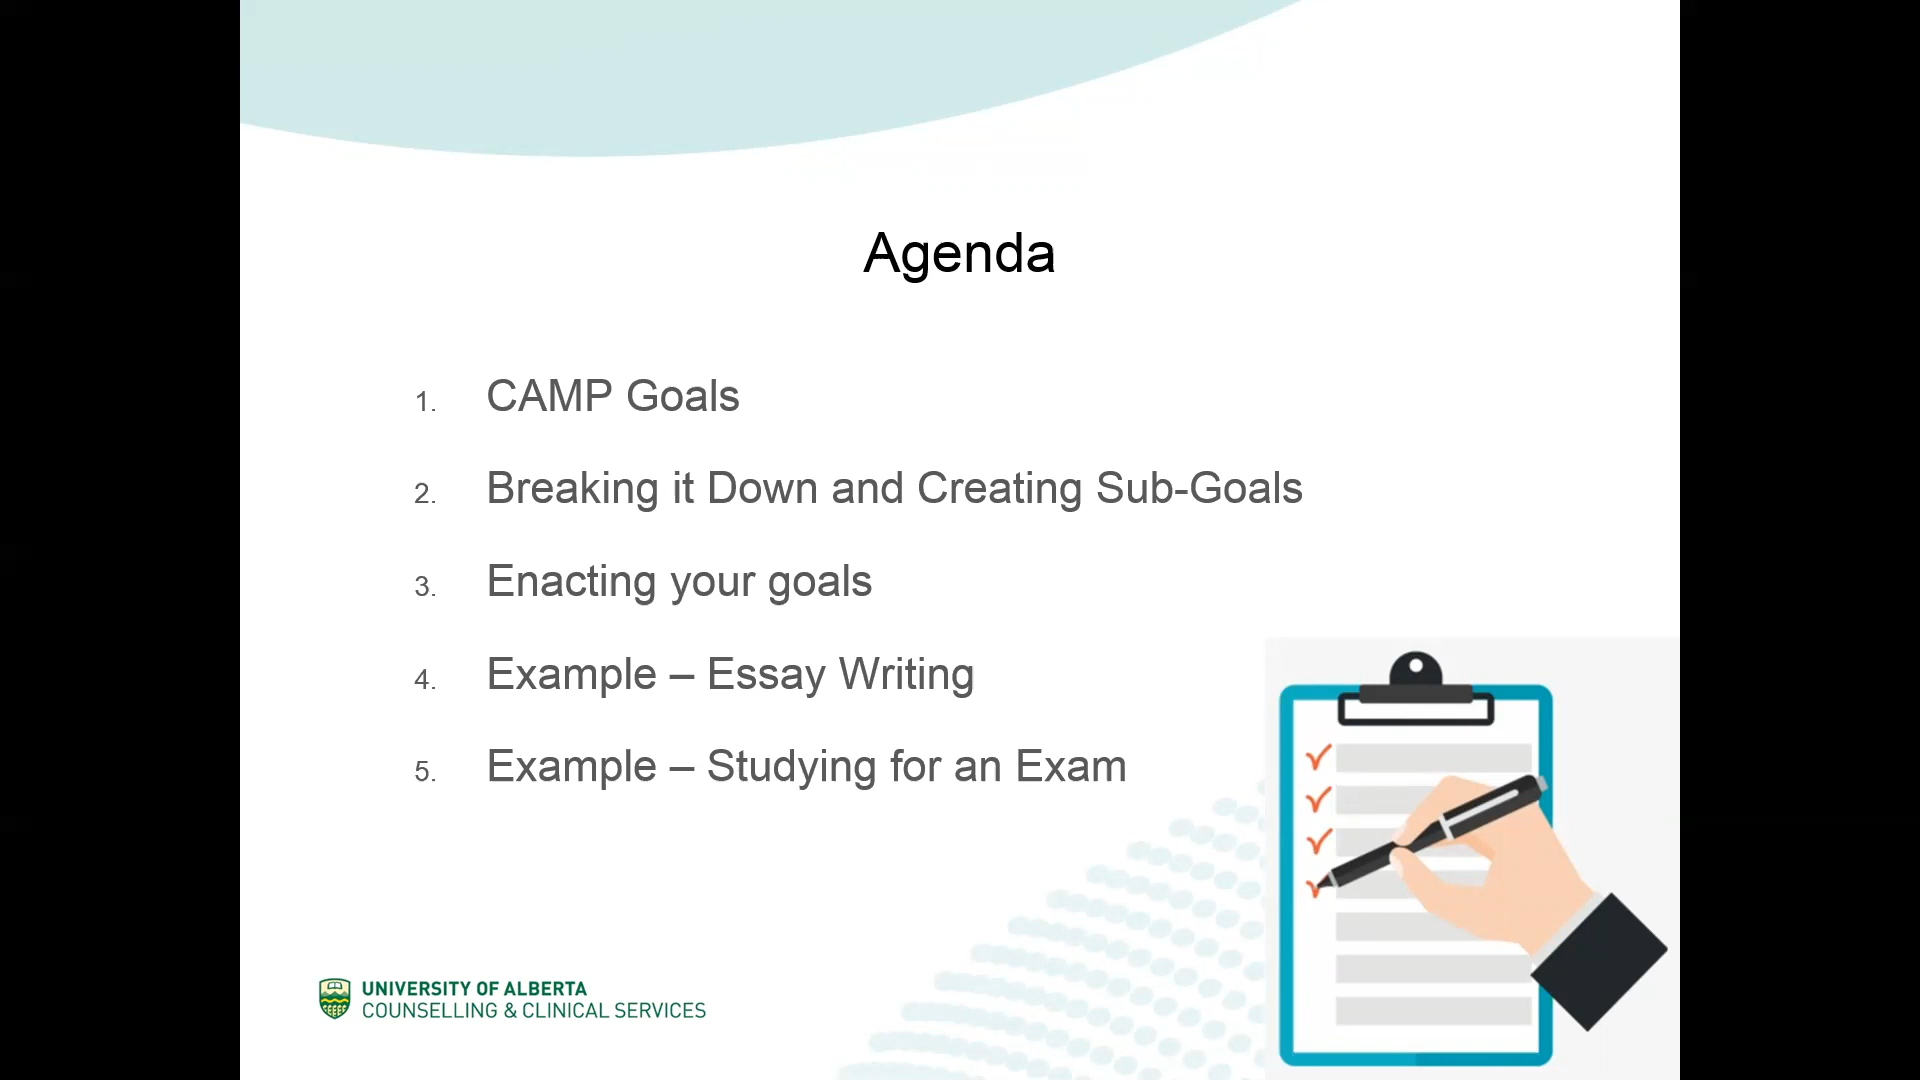 Agenda
1. CAMP Goals
2. Breaking it Down and Creating Sub-Goals
3. Enacting your goals
4. Example – Essay Writing
5. Example – Studying for an Exam
UNIVERSITY OF ALBERTA
COUNSELLING & CLINICAL SERVICES